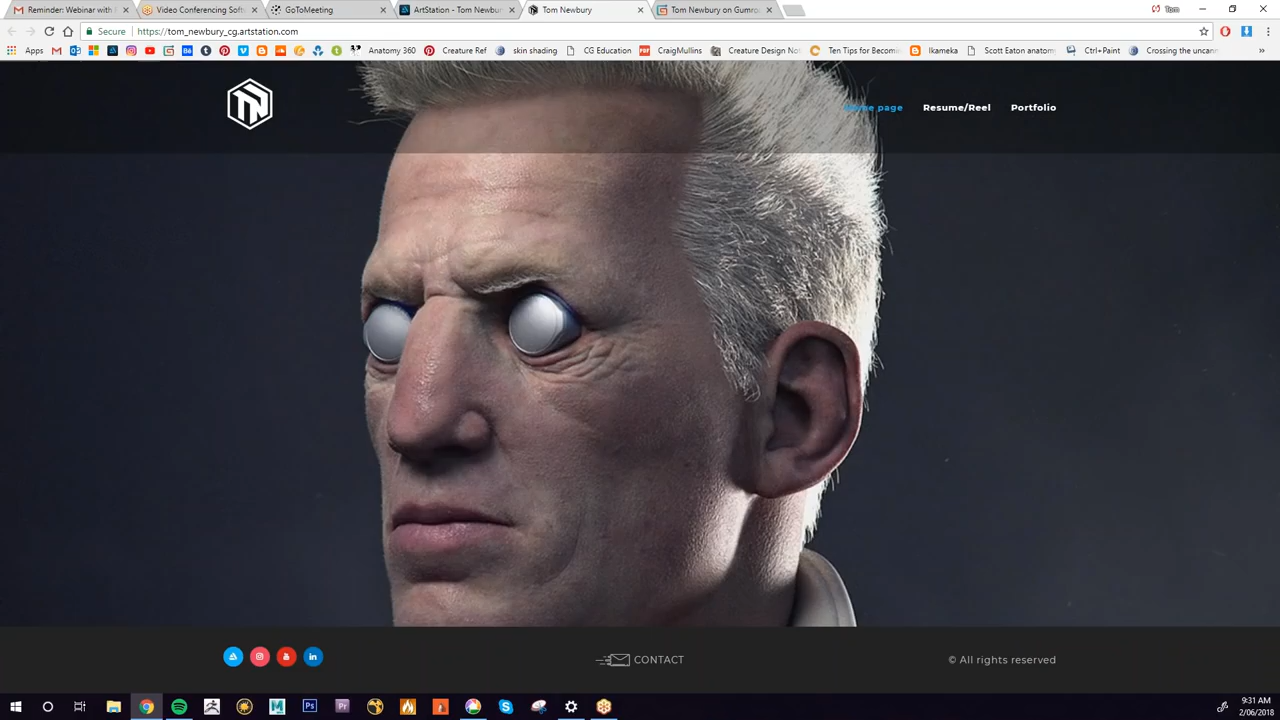 Reminder: Webinar with
Video Conferencing Soft
GoToMeeting
ArtStation - Tom Newbur
Tom Newbury
Tom Newbury on Gumro
Tom
Secure
https://tom_newbury_cg.artstation.com
Apps
Anatomy 360
Creature Ref
skin shading
CG Education
CraigMullins
Creature Design
Ten Tips for Becomi
Ikameka
Scott Eaton anatom
Ctrl+Paint
Crossing the uncan
Home page
Resume/Reel
Portfolio
CONTACT
© All rights reserved
9:31 AM
2/06/2018